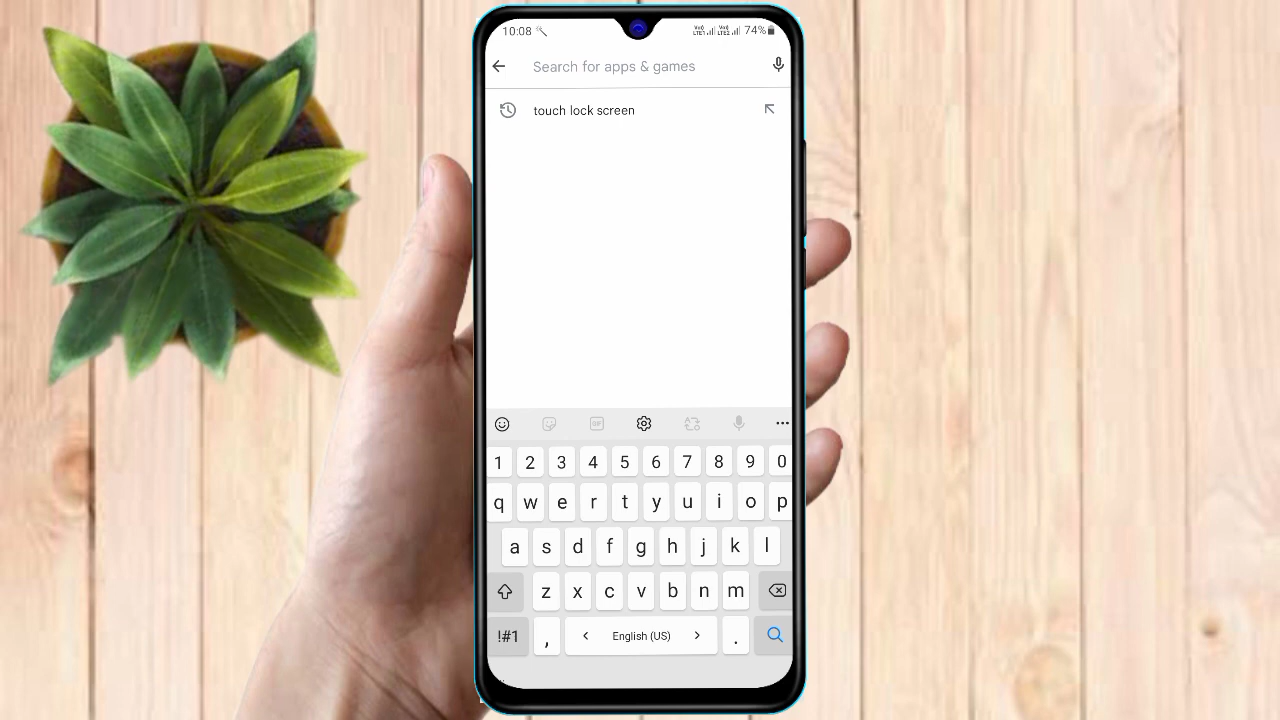 10:08 74%
Search for apps & games
touch lock screen
GIF
1 2 3 4 5 6 7 8 9 0
q w e r t y u i o p
a s d f g h j k l
z x c v b n m
!#1 , < English (US) > .